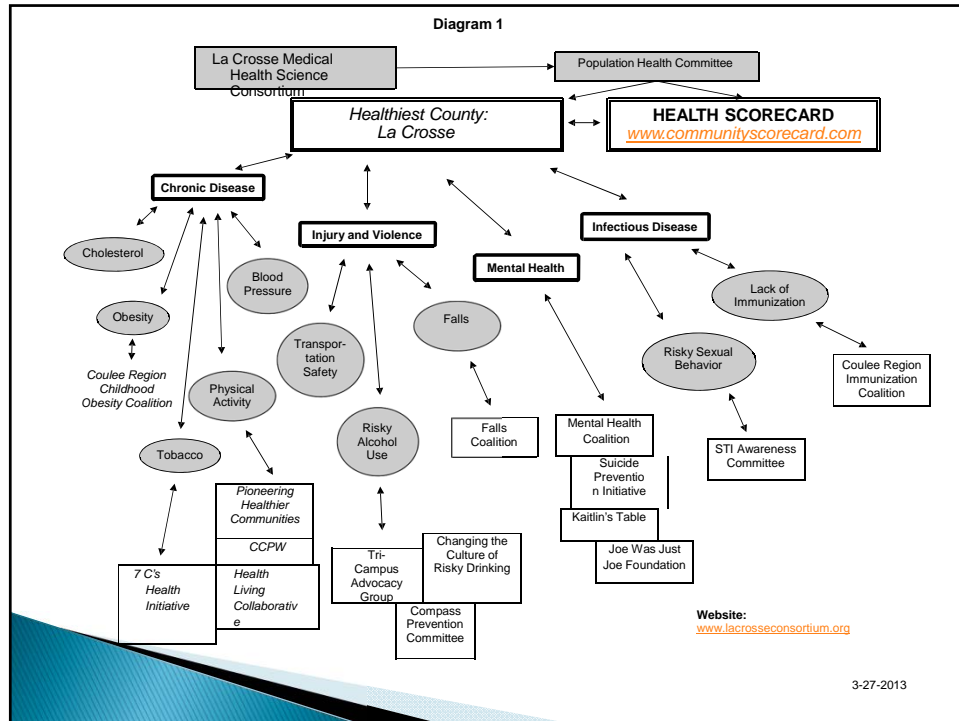 Diagram 1
La Crosse Medical
Health Science
Consortium
Population Health Committee
Healthiest County:
La Crosse
HEALTH SCORECARD
www.communityscorecard.com
Chronic Disease
Injury and Violence
Infectious Disease
Mental Health
Cholesterol
Blood
Pressure
Obesity
Coulee Region
Childhood
Obesity Coalition
Physical
Activity
Tobacco
Transpor-
tation
Safety
Falls
Risky
Alcohol
Use
Lack of
Immunization
Risky Sexual
Behavior
Coulee Region
Immunization
Coalition
Falls
Coalition
Mental Health
Coalition
Suicide
Preventio
n Initiative
Kaitlin's Table
Joe Was Just
Joe Foundation
STI Awareness
Committee
Pioneering
Healthier
Communities
CCPW
7 C's
Health
Initiative
Health
Living
Collaborativ
e
Tri-
Campus
Advocacy
Group
Changing the
Culture of
Risky Drinking
Compass
Prevention
Committee
Website:
www.lacrosseconsortium.org
3-27-2013